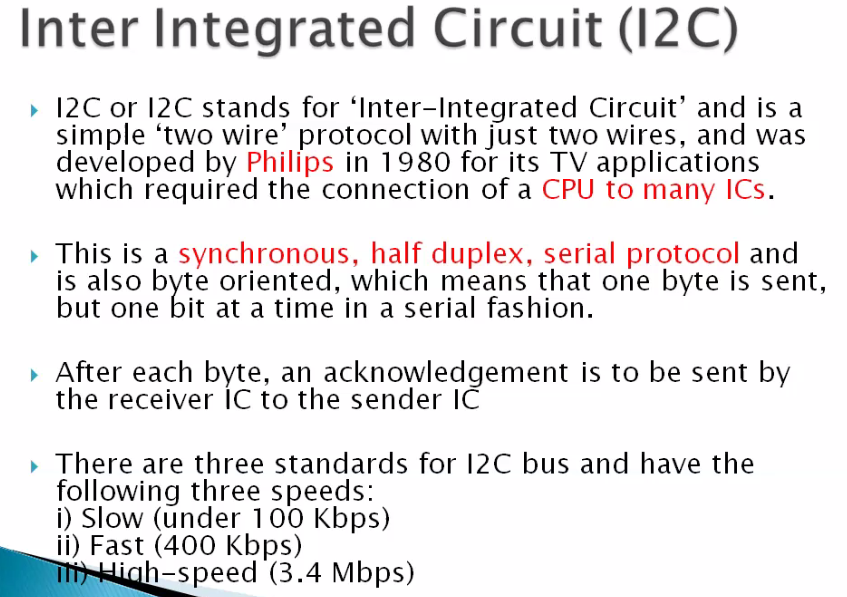 Inter Integrated Circuit (I2C)
I2C or I2C stands for ‘Inter-Integrated Circuit’ and is a
simple ‘two wire’ protocol with just two wires, and was
developed by Philips in 1980 for its TV applications
which required the connection of a CPU to many ICs.
This is a synchronous, half duplex, serial protocol and
is also byte oriented, which means that one byte is sent,
but one bit at a time in a serial fashion.
After each byte, an acknowledgement is to be sent by
the receiver IC to the sender IC
There are three standards for I2C bus and have the
following three speeds:
i) Slow (under 100 Kbps)
ii) Fast (400 Kbps)
iii) High-speed (3.4 Mbps)